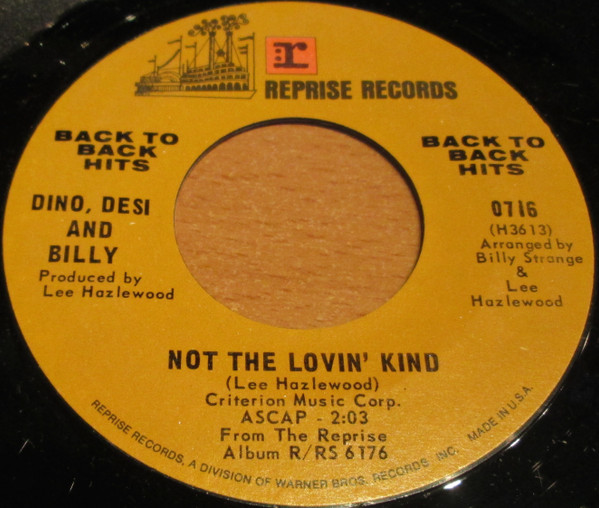 r:
REPRISE RECORDS
BACK TO
BACK
HITS
DINO, DESI
AND
BILLY
Produced by
Lee Hazlewood
BACK TO
BACK
HITS
0716
(H3613)
Arranged by
Billy Strange
&
Lee
Hazlewood
NOT THE LOVIN' KIND
(Lee Hazlewood)
Criterion Music Corp.
ASCAP - 2:03
From The Reprise
Album R/RS 6176
REPRISE RECORDS, A DIVISION OF WARNER BROS. RECORDS, INC. MADE IN U.S.A.